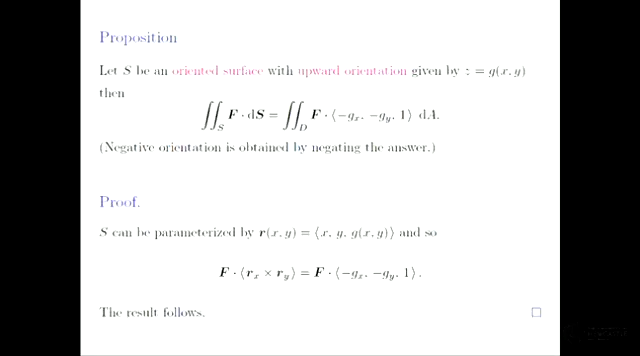 Proposition
Let S be an oriented surface with upward orientation given by z = g(x, y)
then
∬_S F · dS = ∬_D F · ⟨−g_x, −g_y, 1⟩ dA.
(Negative orientation is obtained by negating the answer.)
Proof.
S can be parameterized by r(x, y) = ⟨x, y, g(x, y)⟩ and so
F · ⟨r_x × r_y⟩ = F · ⟨−g_x, −g_y, 1⟩.
The result follows. □